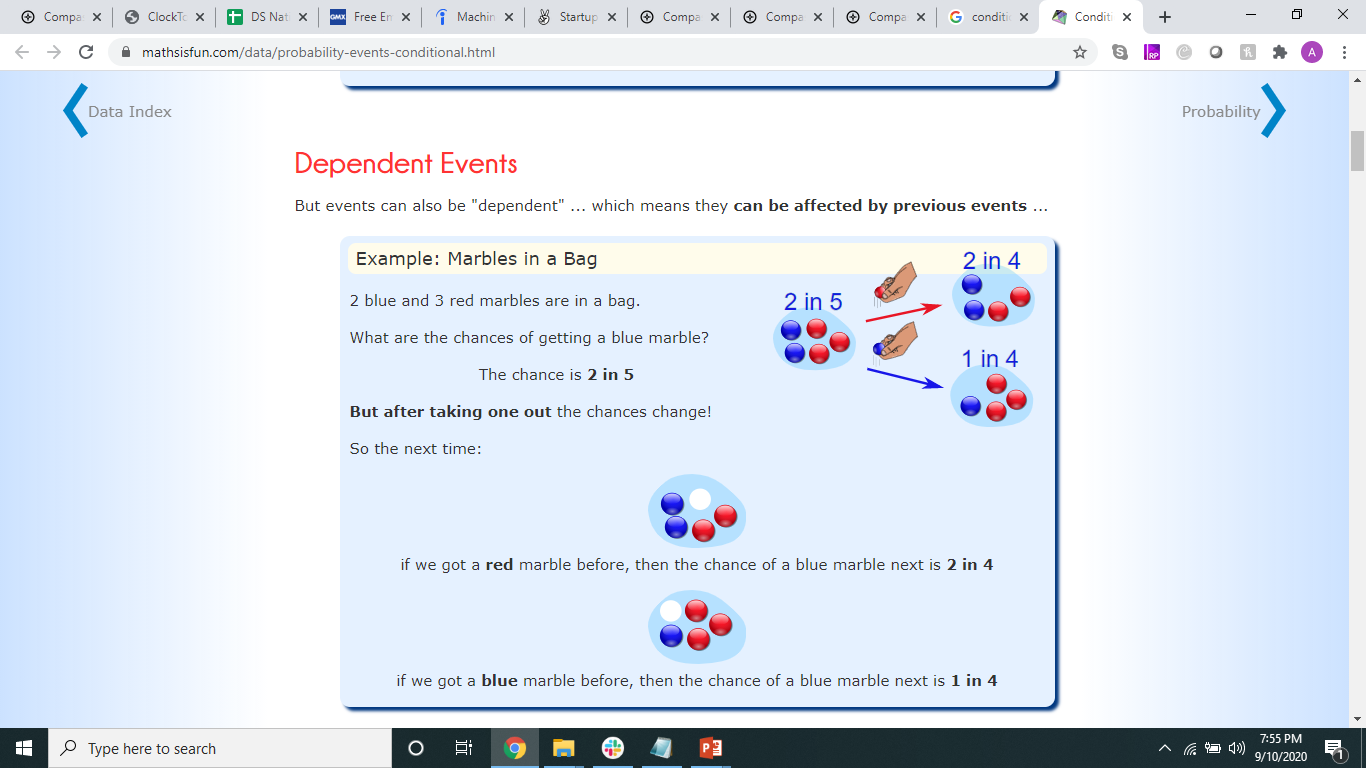 Compa
ClockTo
DS Nati
GMX
Free En
Machin
Startup
Compa
Compa
Compa
conditi
Conditi
mathsisfun.com/data/probability-events-conditional.html
RP
A
Data Index
Probability
Dependent Events
But events can also be "dependent" ... which means they can be affected by previous events ...
Example: Marbles in a Bag
2 in 4
2 blue and 3 red marbles are in a bag.
2 in 5
What are the chances of getting a blue marble?
1 in 4
The chance is 2 in 5
But after taking one out the chances change!
So the next time:
if we got a red marble before, then the chance of a blue marble next is 2 in 4
if we got a blue marble before, then the chance of a blue marble next is 1 in 4
Type here to search
7:55 PM
9/10/2020
1